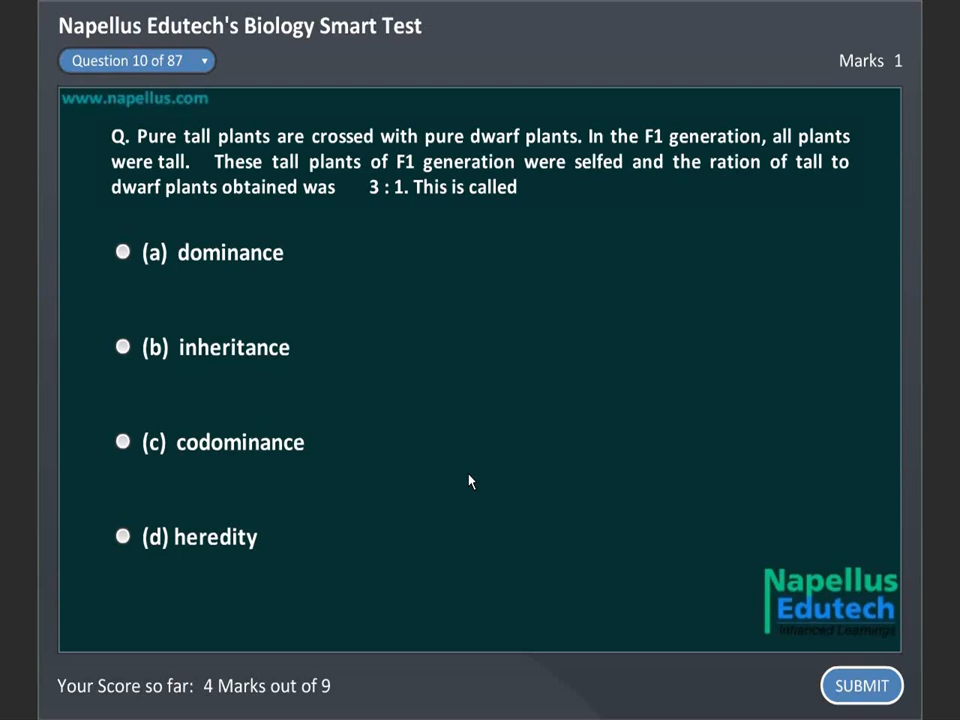 Napellus Edutech's Biology Smart Test
Question 10 of 87
Marks 1
www.napellus.com
Q. Pure tall plants are crossed with pure dwarf plants. In the F1 generation, all plants
were tall. These tall plants of F1 generation were selfed and the ration of tall to
dwarf plants obtained was 3 : 1. This is called
(a) dominance
(b) inheritance
(c) codominance
(d) heredity
Napellus
Edutech
Enhanced Learnings
Your Score so far: 4 Marks out of 9
SUBMIT